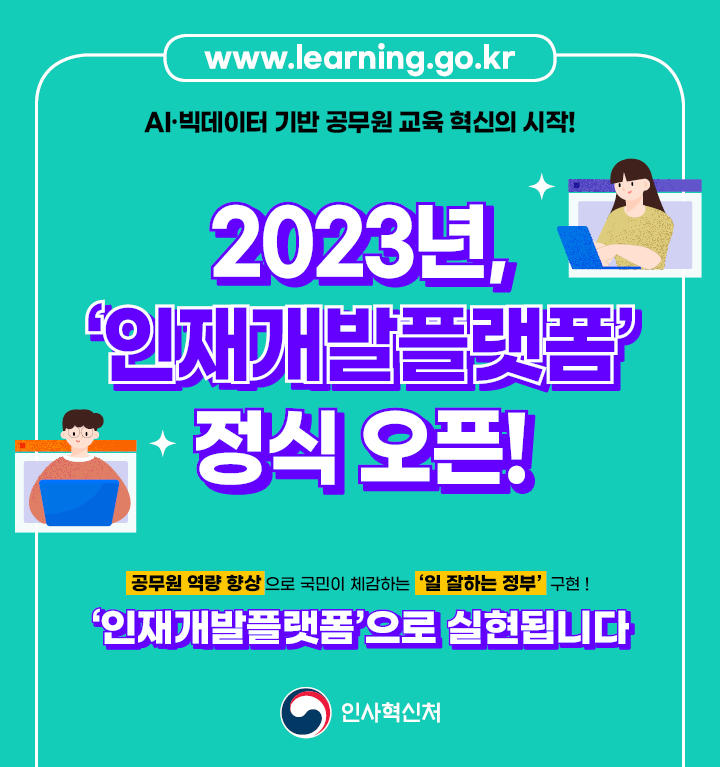 www.learning.go.kr
AI·빅데이터 기반 공무원 교육 혁신의 시작!
2023년,
‘인재개발플랫폼’
정식 오픈!
공무원 역량 향상으로 국민이 체감하는 ‘일 잘하는 정부’ 구현 !
‘인재개발플랫폼’으로 실현됩니다
인사혁신처